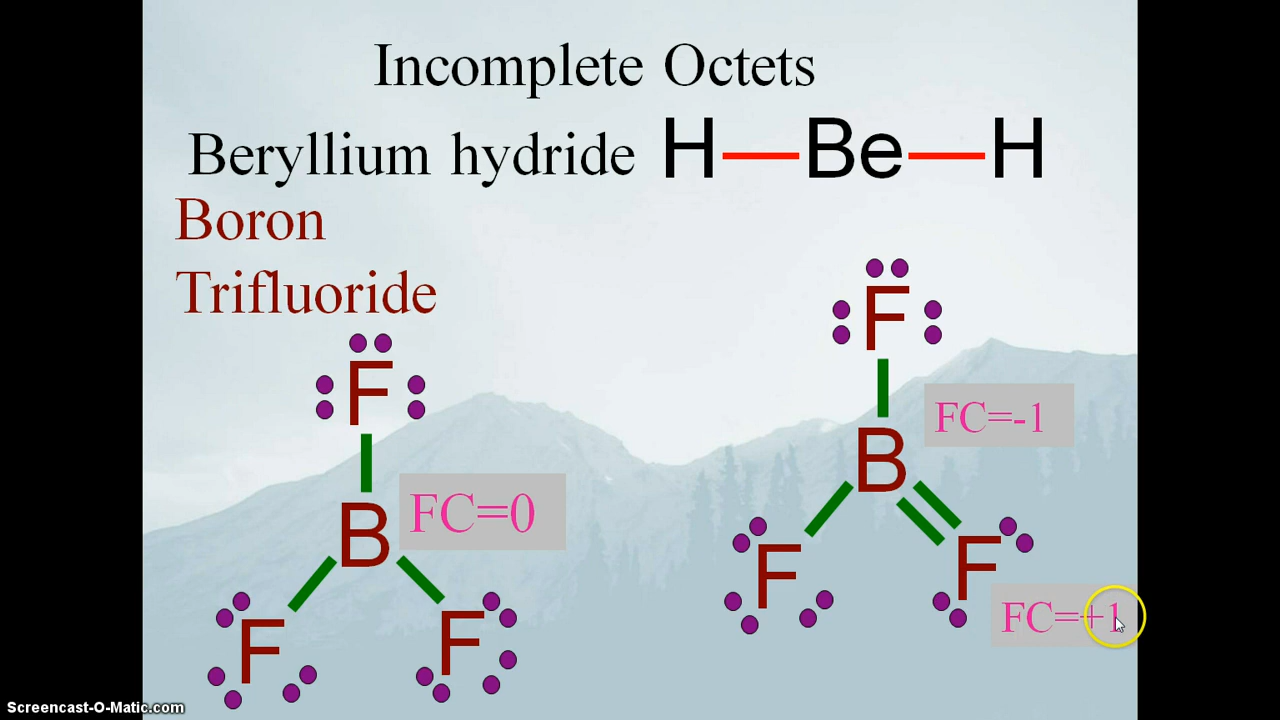 Incomplete Octets
Beryllium hydride H Be H
Boron
Trifluoride
F
F
FC=-1
B
B
FC=0
F
F
F
F
FC=+1
Screencast-O-Matic.com